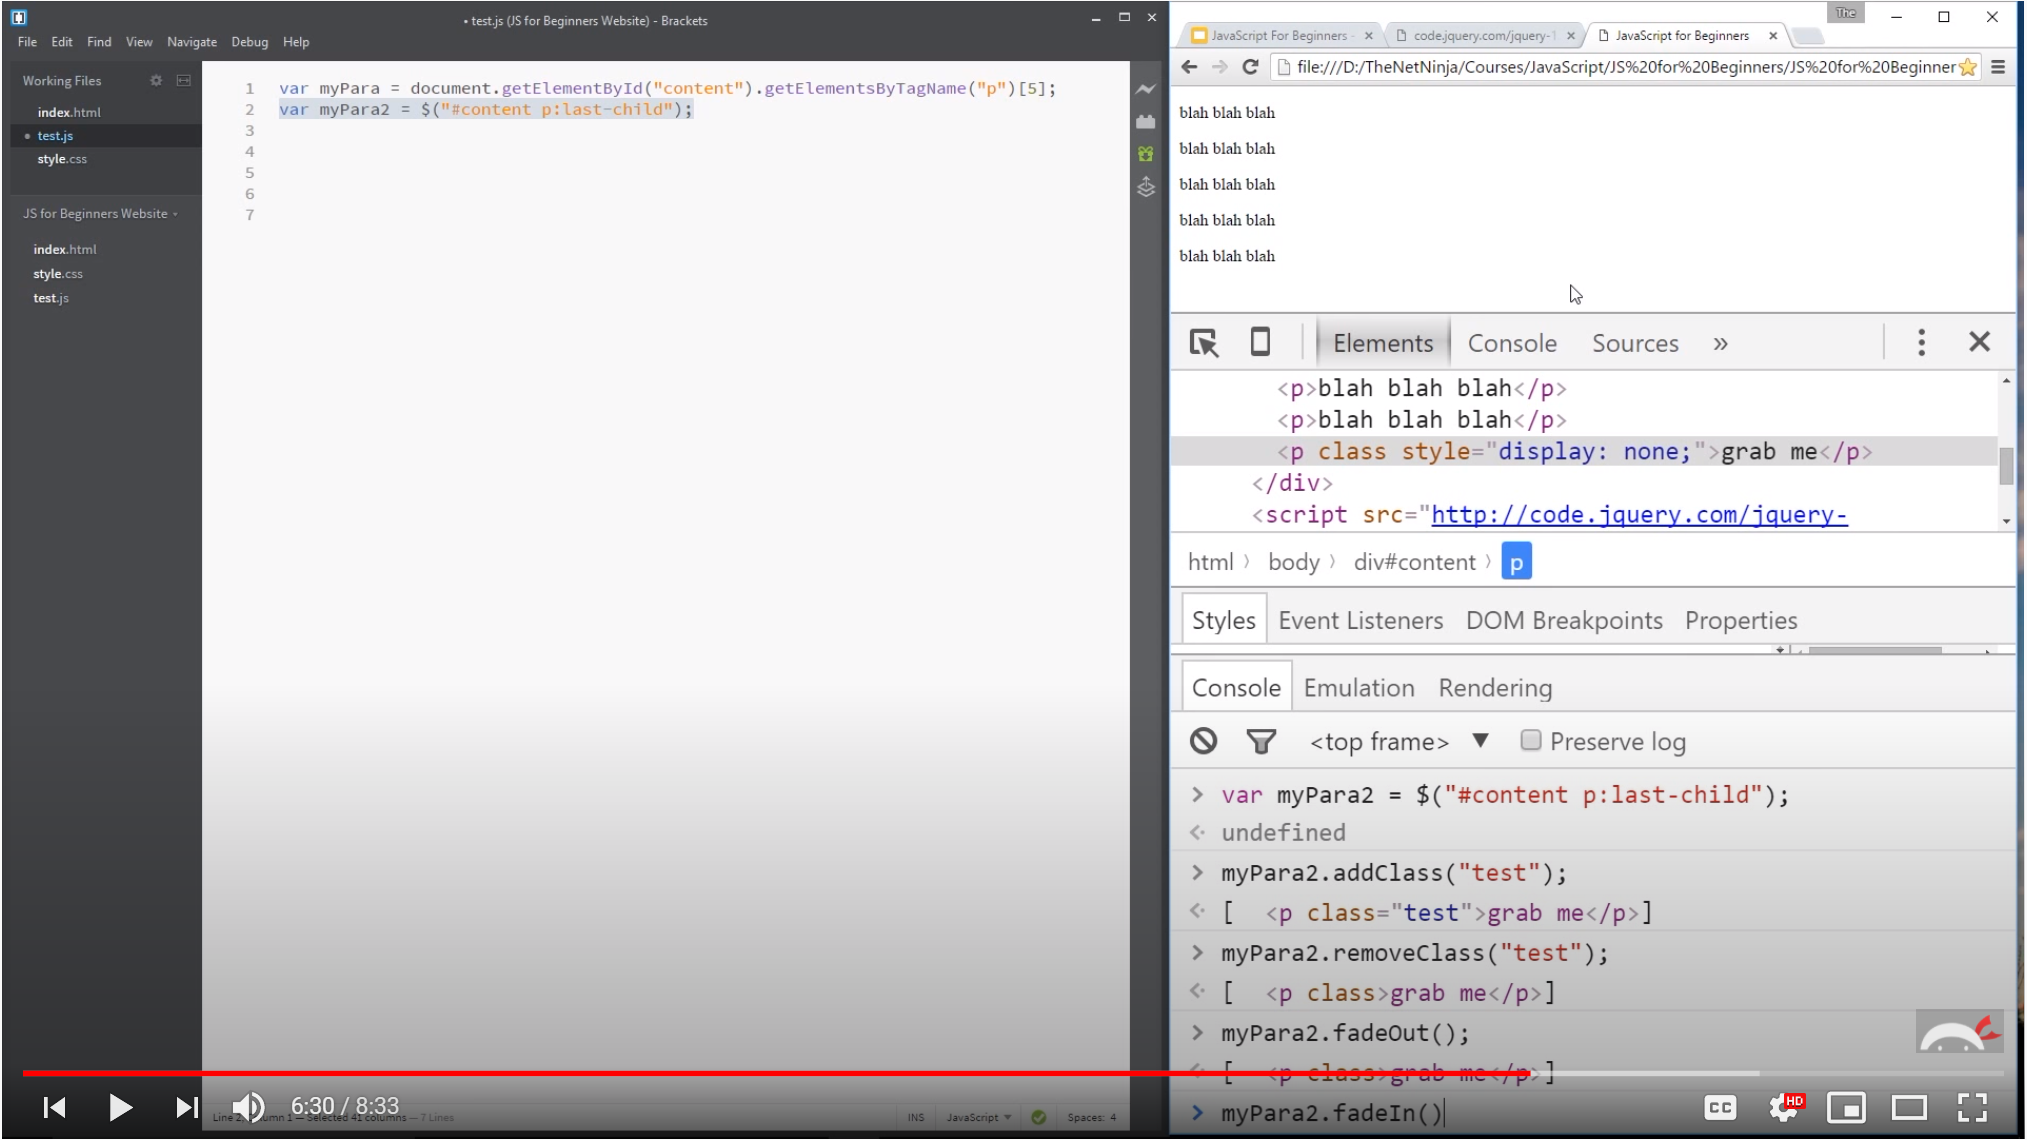 • test.js (JS for Beginners Website) - Brackets
File Edit Find View Navigate Debug Help
Working Files
index.html
• test.js
style.css
JS for Beginners Website
index.html
style.css
test.js
1 var myPara = document.getElementById("content").getElementsByTagName("p")[5];
2 var myPara2 = $("#content p:last-child");
3
4
5
6
7
Line 2, Column 1 — Selected 41 columns — 7 Lines
INS JavaScript Spaces: 4
The
JavaScript For Beginners - code.jquery.com/jquery-1 JavaScript for Beginners
file:///D:/TheNetNinja/Courses/JavaScript/JS%20for%20Beginners/JS%20for%20Beginner
blah blah blah
blah blah blah
blah blah blah
blah blah blah
blah blah blah
Elements Console Sources »
<p>blah blah blah</p>
<p>blah blah blah</p>
<p class style="display: none;">grab me</p>
</div>
<script src="http://code.jquery.com/jquery-
html body div#content p
Styles Event Listeners DOM Breakpoints Properties
Console Emulation Rendering
<top frame> ▼ Preserve log
> var myPara2 = $("#content p:last-child");
undefined
> myPara2.addClass("test");
[ <p class="test">grab me</p>]
> myPara2.removeClass("test");
[ <p class>grab me</p>]
> myPara2.fadeOut();
[ <p class>grab me</p>]
> myPara2.fadeIn()
6:30 / 8:33
CC HD